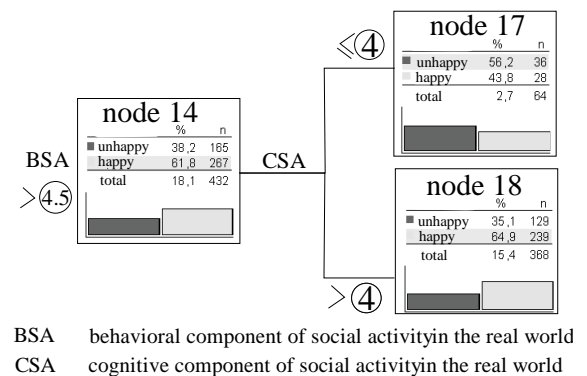 node 14
% n
unhappy 38,2 165
happy 61,8 267
total 18,1 432
BSA
>4.5
CSA
≤4
node 17
% n
unhappy 56,2 36
happy 43,8 28
total 2,7 64
>4
node 18
% n
unhappy 35,1 129
happy 64,9 239
total 15,4 368
BSA behavioral component of social activityin the real world
CSA cognitive component of social activityin the real world